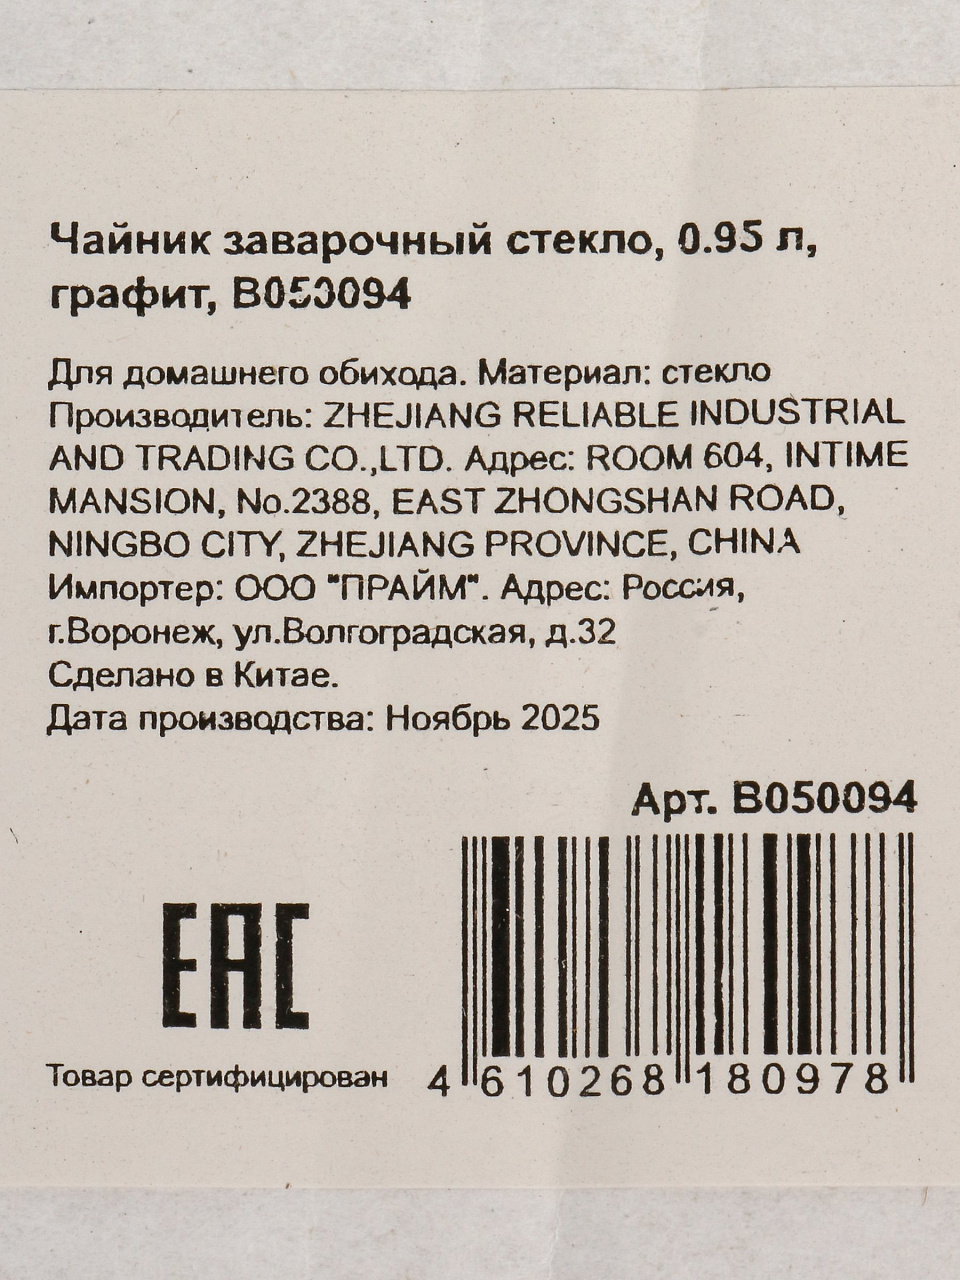 Чайник заварочный стекло, 0.95 л,
графит, B050094
Для домашнего обихода. Материал: стекло
Производитель: ZHEJIANG RELIABLE INDUSTRIAL
AND TRADING CO.,LTD. Адрес: ROOM 604, INTIME
MANSION, No.2388, EAST ZHONGSHAN ROAD,
NINGBO CITY, ZHEJIANG PROVINCE, CHINA
Импортер: ООО "ПРАЙМ". Адрес: Россия,
г.Воронеж, ул.Волгоградская, д.32
Сделано в Китае.
Дата производства: Ноябрь 2025
Арт. B050094
EAC
Товар сертифицирован
4 610268 180978